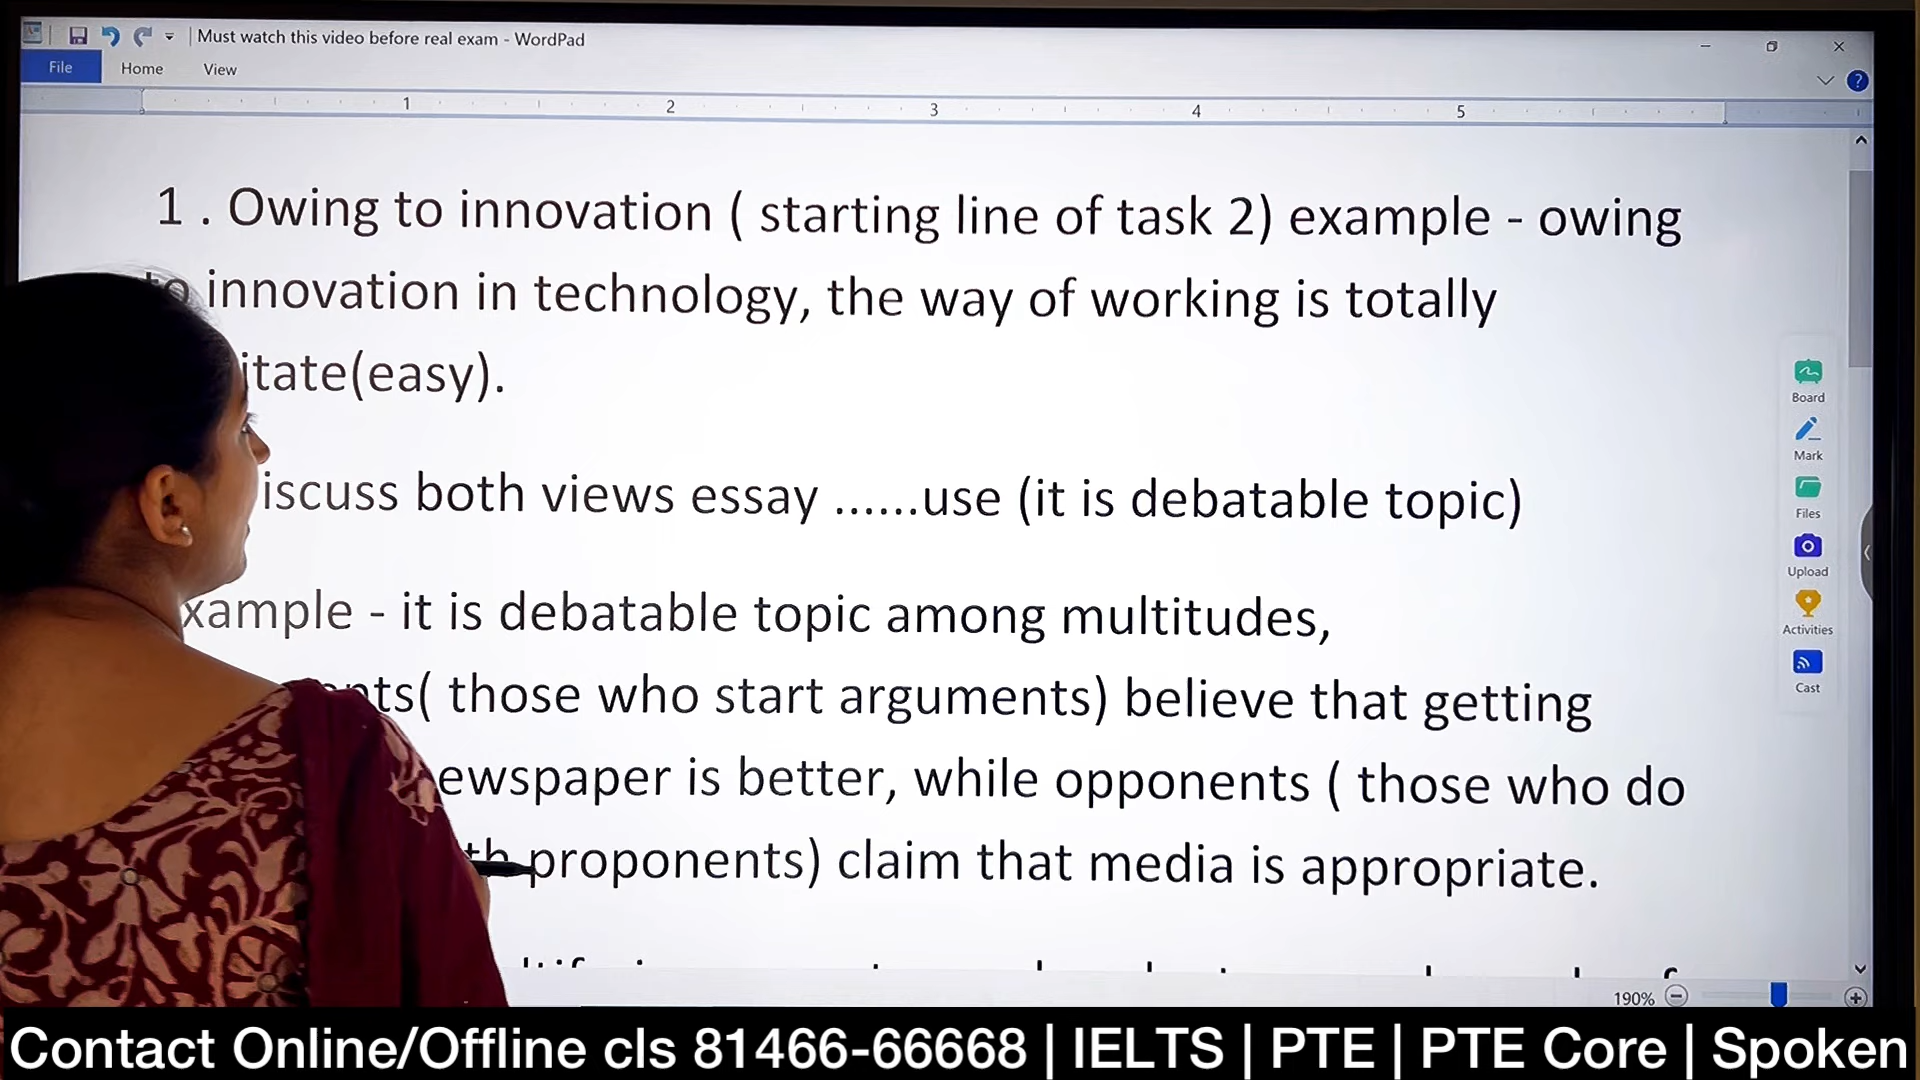 Must watch this video before real exam - WordPad
File Home View
1 2 3 4 5
1 . Owing to innovation ( starting line of task 2) example - owing
to innovation in technology, the way of working is totally
itate(easy).
iscuss both views essay ......use (it is debatable topic)
xample - it is debatable topic among multitudes,
nts( those who start arguments) believe that getting
ewspaper is better, while opponents ( those who do
th proponents) claim that media is appropriate.
Board
Mark
Files
Upload
Activities
Cast
190%
Contact Online/Offline cls 81466-66668 | IELTS | PTE | PTE Core | Spoken